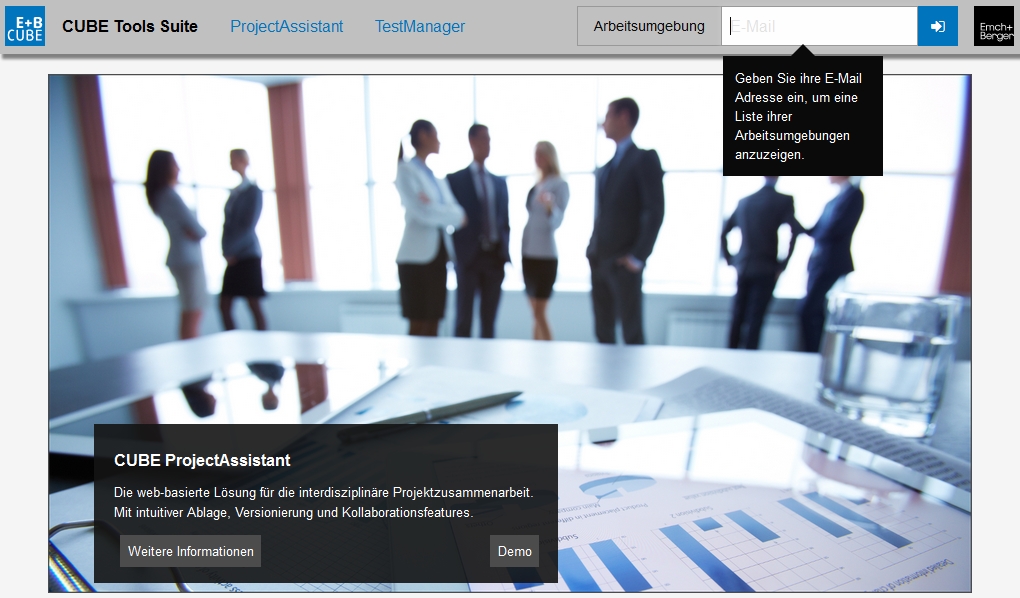 E+B
CUBE
CUBE Tools Suite
ProjectAssistant
TestManager
Arbeitsumgebung
E-Mail
Emch+
Berger
Geben Sie ihre E-Mail
Adresse ein, um eine
Liste ihrer
Arbeitsumgebungen
anzuzeigen.
CUBE ProjectAssistant
Die web-basierte Lösung für die interdisziplinäre Projektzusammenarbeit.
Mit intuitiver Ablage, Versionierung und Kollaborationsfeatures.
Weitere Informationen
Demo